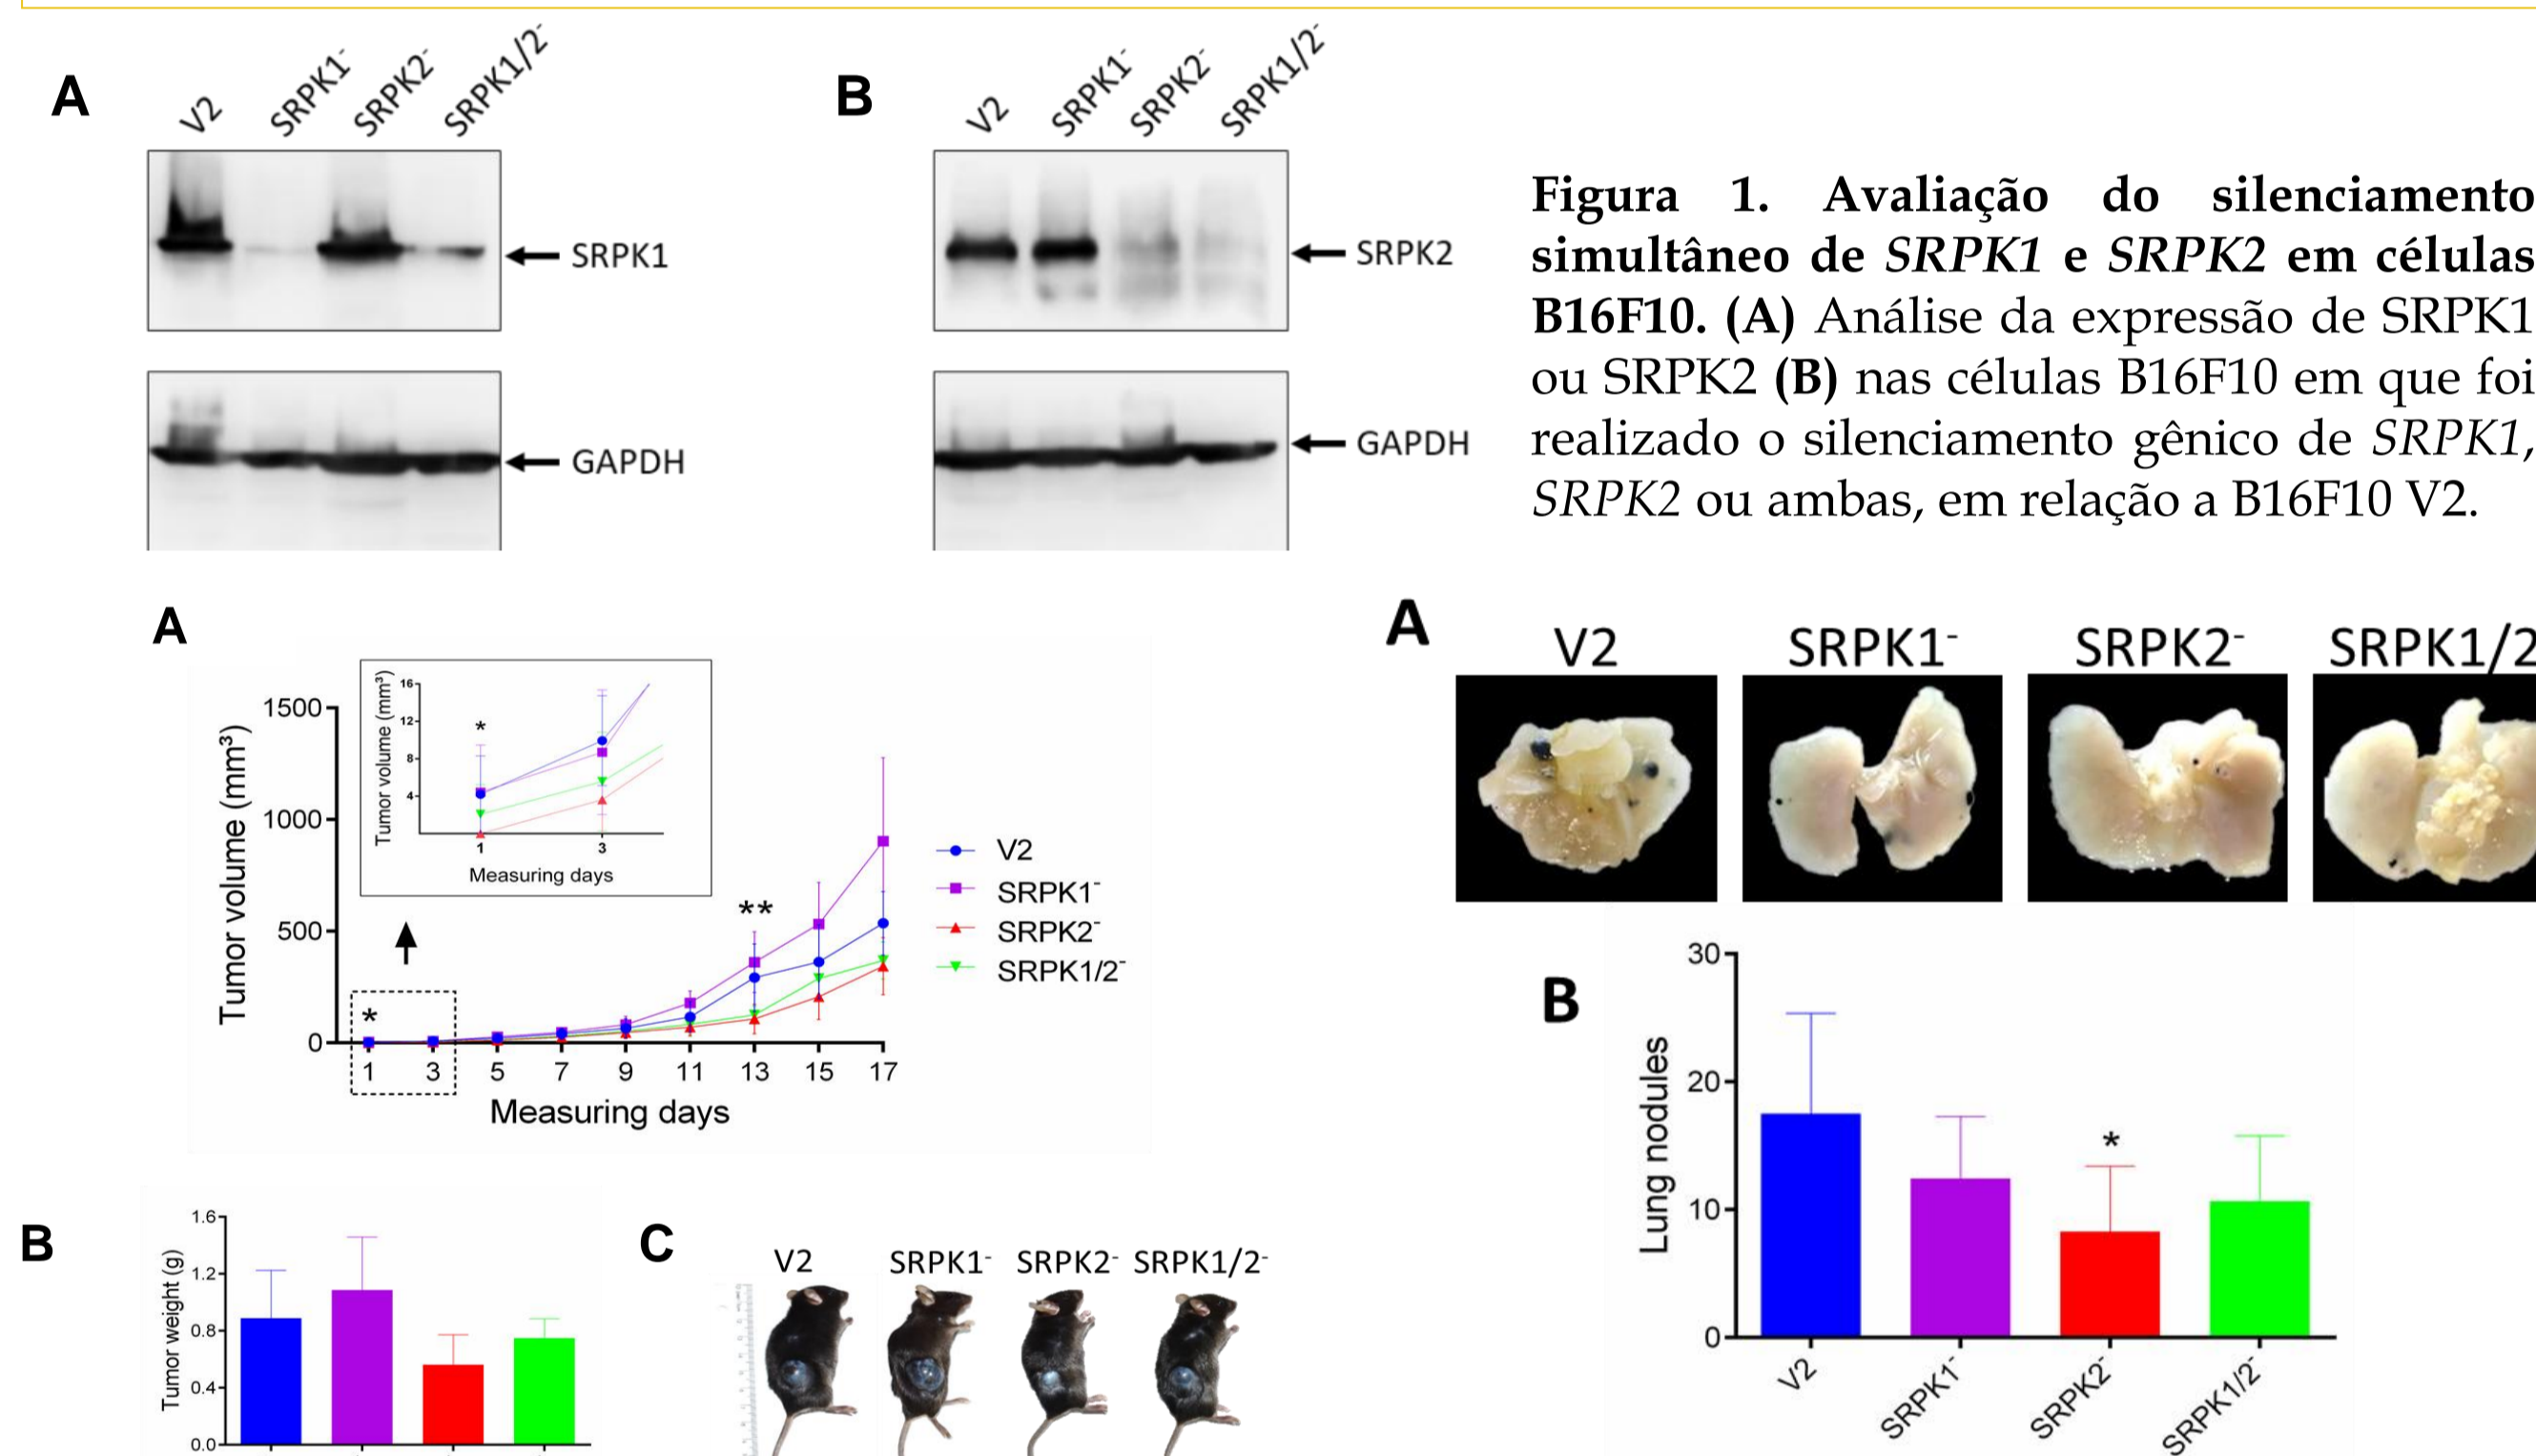 A
V2
SRPK1-
SRPK2-
SRPK1/2-
SRPK1
GAPDH
B
V2
SRPK1-
SRPK2-
SRPK1/2-
SRPK2
GAPDH
Figura 1. Avaliação do silenciamento
simultâneo de SRPK1 e SRPK2 em células
B16F10. (A) Análise da expressão de SRPK1
ou SRPK2 (B) nas células B16F10 em que foi
realizado o silenciamento gênico de SRPK1,
SRPK2 ou ambas, em relação a B16F10 V2.
A
Tumor volume (mm³)
1500
1000
500
0
1 3 5 7 9 11 13 15 17
Measuring days
*
**
Tumor volume (mm³)
16
12
8
4
*
1 3
Measuring days
V2
SRPK1-
SRPK2-
SRPK1/2-
B
Tumor weight (g)
1.6
1.2
0.8
0.4
0.0
C
V2 SRPK1- SRPK2- SRPK1/2-
A
V2 SRPK1- SRPK2- SRPK1/2
B
Lung nodules
30
20
10
0
*
V2
SRPK1-
SRPK2-
SRPK1/2-